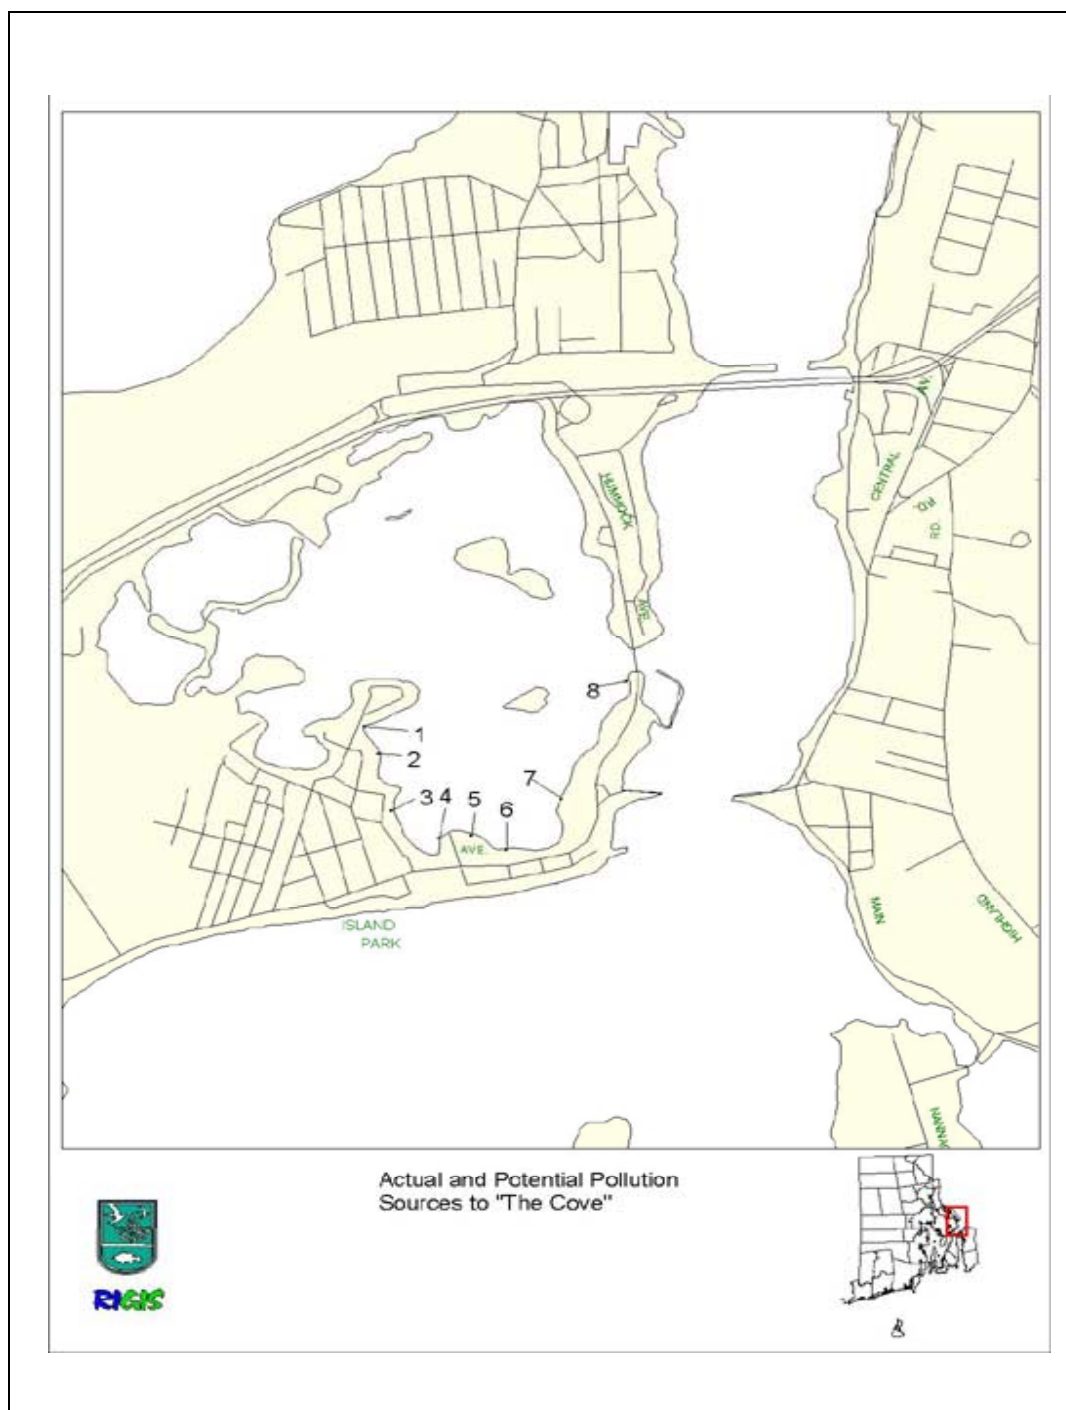 HUMMOCK
AVE.
AV.
CENTRAL
RD.
RD.
8
1
2
3
4
5
6
7
AVE.
ISLAND
PARK
MAIN
HIGHLAND
Actual and Potential Pollution
Sources to "The Cove"
RIGIS